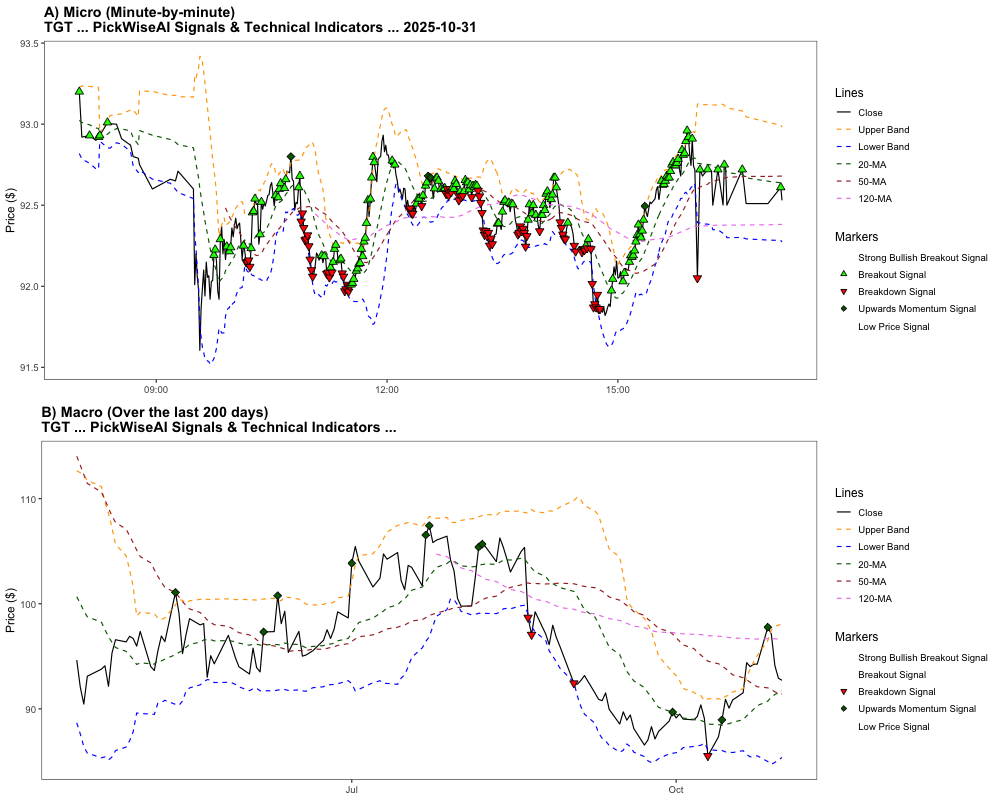 A) Micro (Minute-by-minute)
TGT ... PickWiseAI Signals & Technical Indicators ... 2025-10-31
93.5
93.0
92.5
92.0
91.5
Price ($)
09:00
12:00
15:00
Lines
Close
Upper Band
Lower Band
20-MA
50-MA
120-MA
Markers
Strong Bullish Breakout Signal
Breakout Signal
Breakdown Signal
Upwards Momentum Signal
Low Price Signal
B) Macro (Over the last 200 days)
TGT ... PickWiseAI Signals & Technical Indicators ...
110
100
90
Price ($)
Jul
Oct
Lines
Close
Upper Band
Lower Band
20-MA
50-MA
120-MA
Markers
Strong Bullish Breakout Signal
Breakout Signal
Breakdown Signal
Upwards Momentum Signal
Low Price Signal